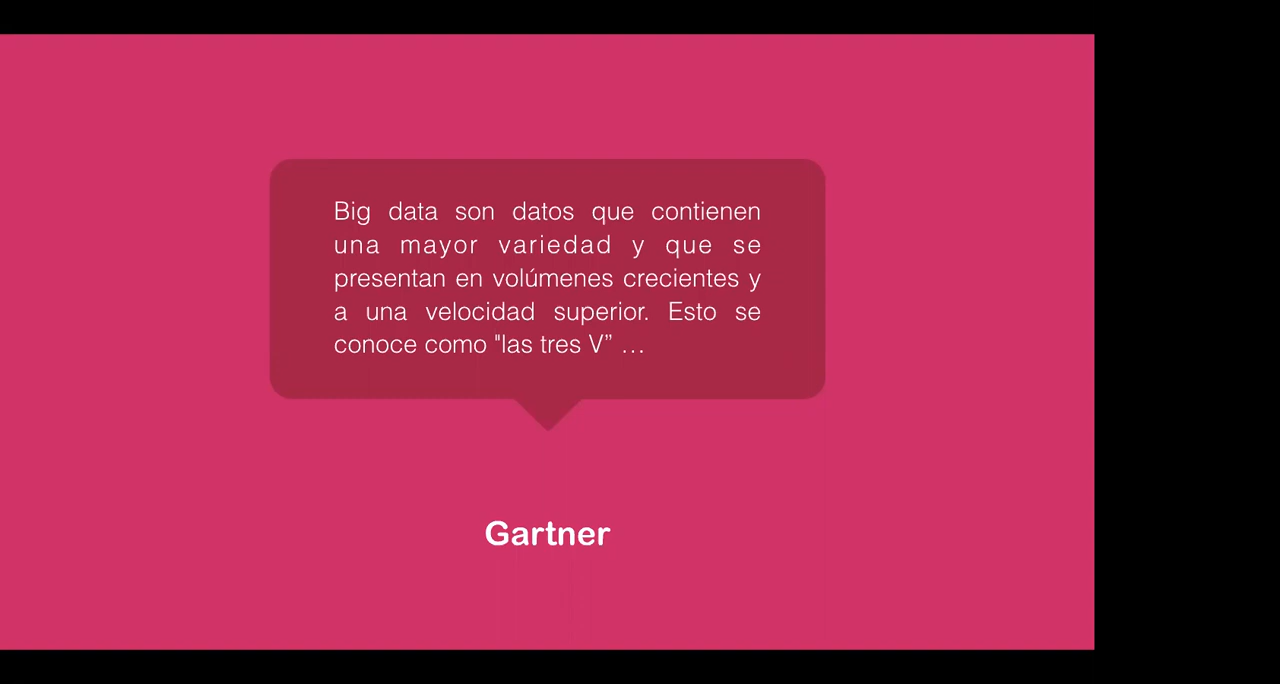 Big data son datos que contienen
una mayor variedad y que se
presentan en volúmenes crecientes y
a una velocidad superior. Esto se
conoce como "las tres V” …
Gartner